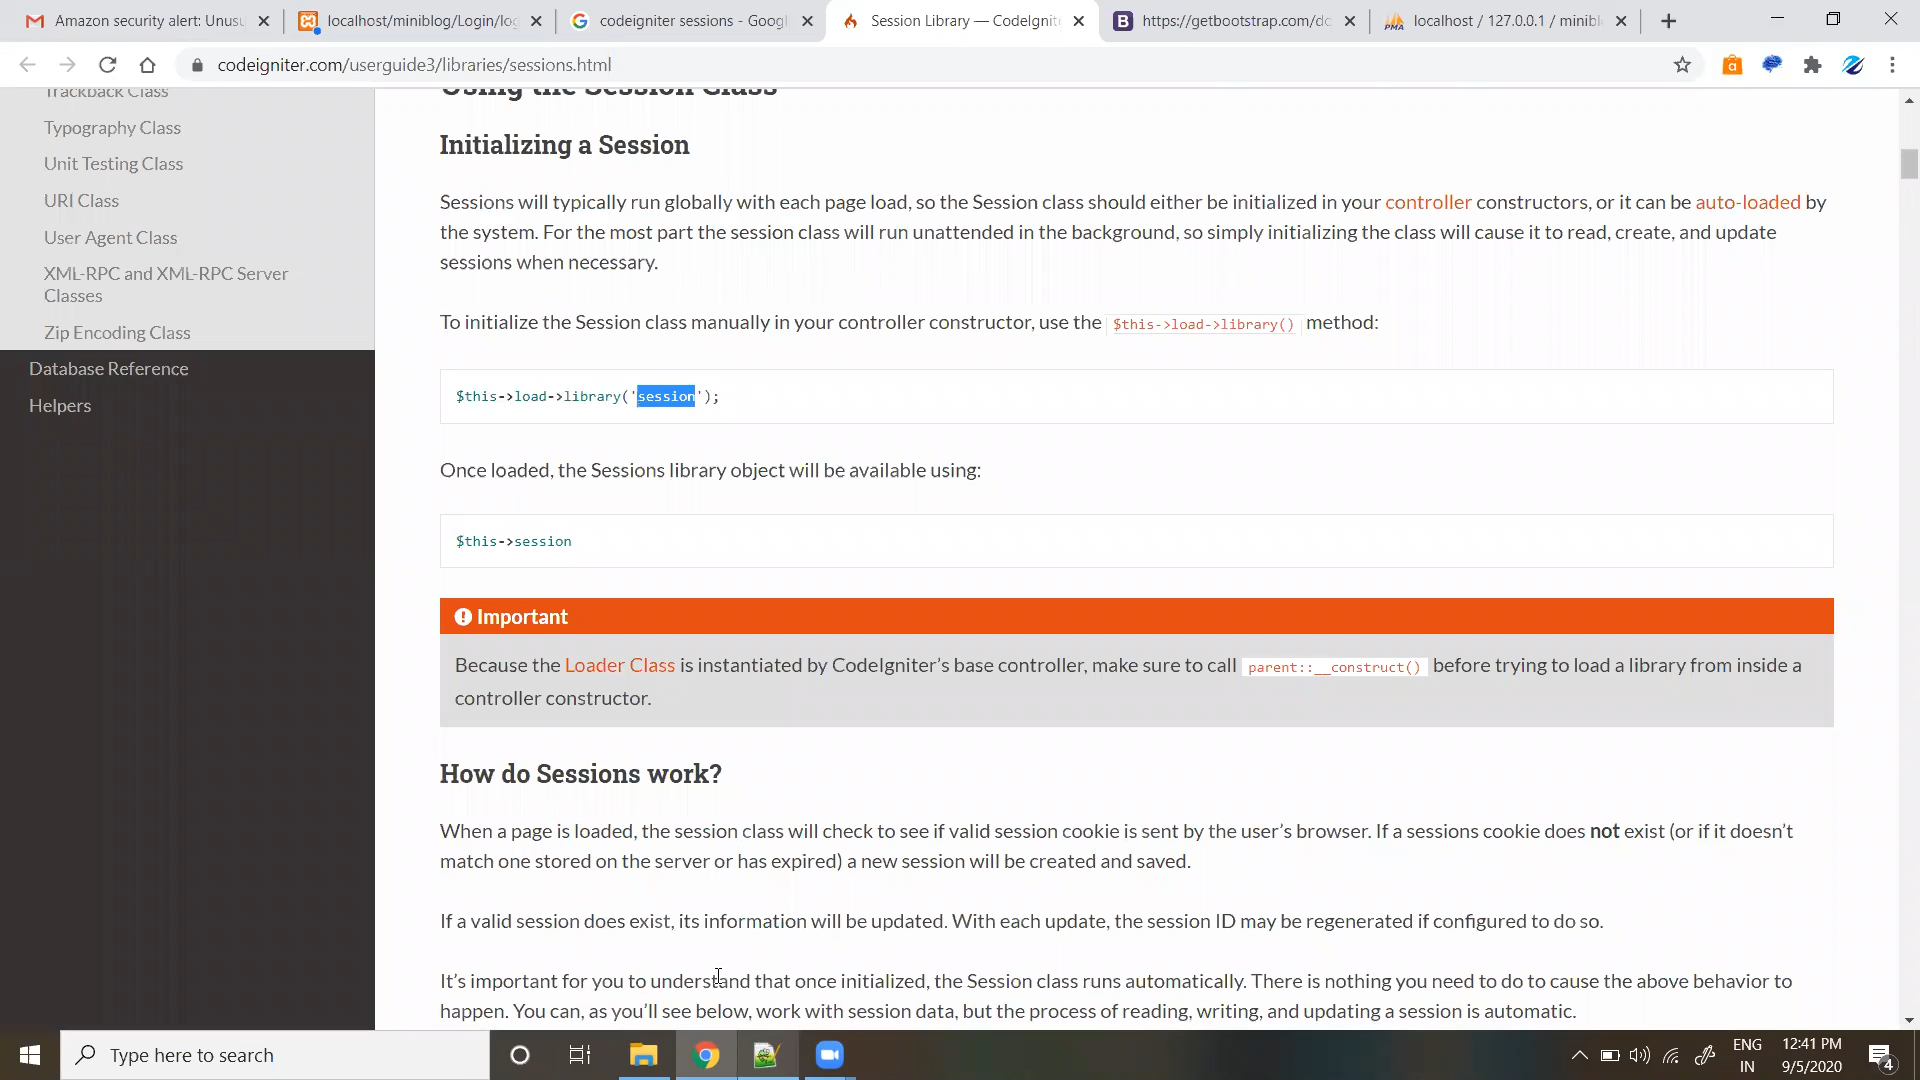 Amazon security alert: Unusu
localhost/miniblog/Login/log
codeigniter sessions - Googl
Session Library — CodeIgnite
https://getbootstrap.com/dc
localhost / 127.0.0.1 / minibl
codeigniter.com/userguide3/libraries/sessions.html
Trackback Class
Typography Class
Unit Testing Class
URI Class
User Agent Class
XML-RPC and XML-RPC Server
Classes
Zip Encoding Class
Database Reference
Helpers
Using the Session Class
Initializing a Session
Sessions will typically run globally with each page load, so the Session class should either be initialized in your controller constructors, or it can be auto-loaded by
the system. For the most part the session class will run unattended in the background, so simply initializing the class will cause it to read, create, and update
sessions when necessary.
To initialize the Session class manually in your controller constructor, use the $this->load->library() method:
$this->load->library('session');
Once loaded, the Sessions library object will be available using:
$this->session
Important
Because the Loader Class is instantiated by CodeIgniter’s base controller, make sure to call parent::__construct() before trying to load a library from inside a
controller constructor.
How do Sessions work?
When a page is loaded, the session class will check to see if valid session cookie is sent by the user’s browser. If a sessions cookie does not exist (or if it doesn’t
match one stored on the server or has expired) a new session will be created and saved.
If a valid session does exist, its information will be updated. With each update, the session ID may be regenerated if configured to do so.
It’s important for you to understand that once initialized, the Session class runs automatically. There is nothing you need to do to cause the above behavior to
happen. You can, as you’ll see below, work with session data, but the process of reading, writing, and updating a session is automatic.
Type here to search
ENG
IN
12:41 PM
9/5/2020
4